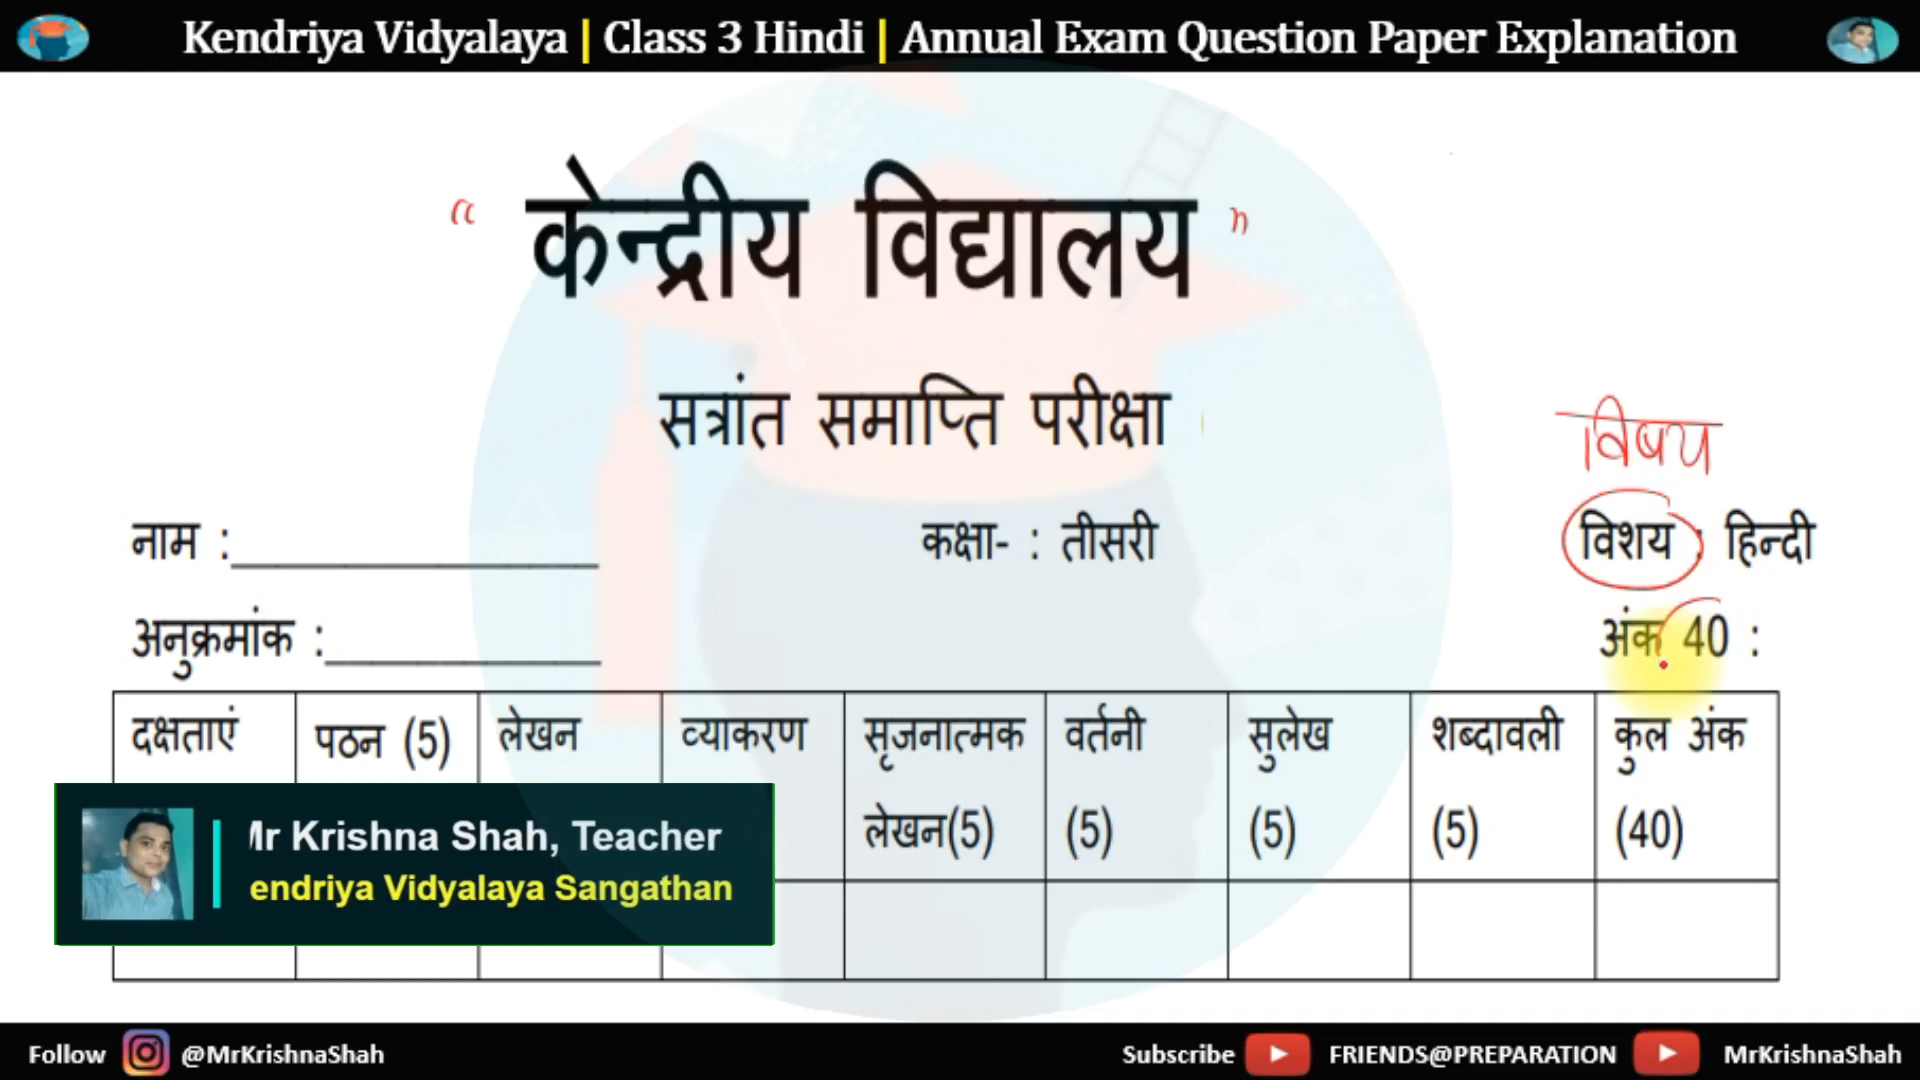 Kendriya Vidyalaya | Class 3 Hindi | Annual Exam Question Paper Explanation
" केन्द्रीय विद्यालय "
सत्रांत समाप्ति परीक्षा
विषय
नाम :____________ कक्षा- : तीसरी विशय : हिन्दी
अनुक्रमांक :____________ अंक 40 :
दक्षताएं पठन (5) लेखन व्याकरण सृजनात्मक लेखन(5) वर्तनी (5) सुलेख (5) शब्दावली (5) कुल अंक (40)
Mr Krishna Shah, Teacher
endriya Vidyalaya Sangathan
Follow @MrKrishnaShah Subscribe FRIENDS@PREPARATION MrKrishnaShah